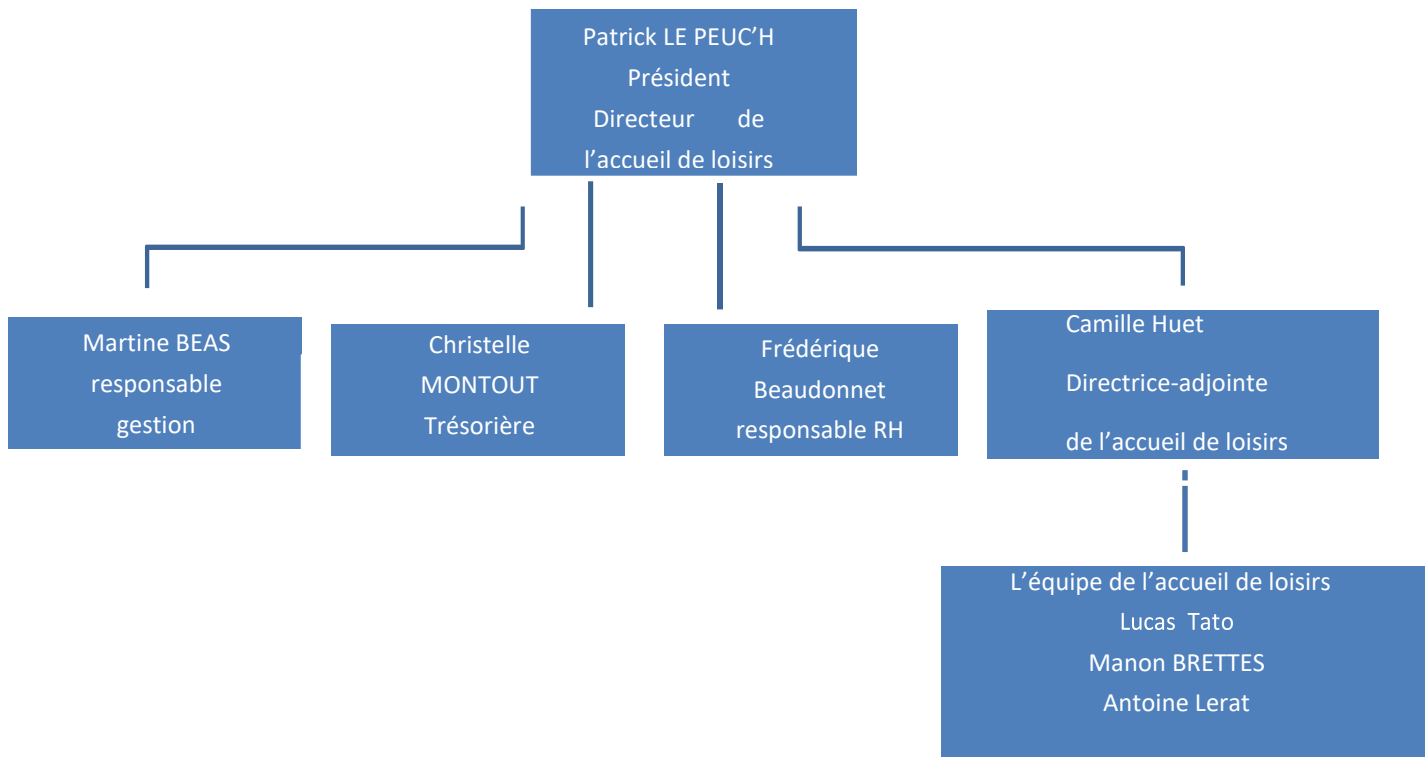 Patrick LE PEUC’H
Président
Directeur de
l’accueil de loisirs
Martine BEAS
responsable
gestion
Christelle
MONTOUT
Trésorière
Frédérique
Beaudonnet
responsable RH
Camille Huet
Directrice-adjointe
de l’accueil de loisirs
L’équipe de l’accueil de loisirs
Lucas Tato
Manon BRETTES
Antoine Lerat